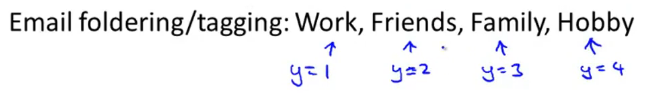 Email foldering/tagging: Work, Friends, Family, Hobby
y=1 y=2 y=3 y=4